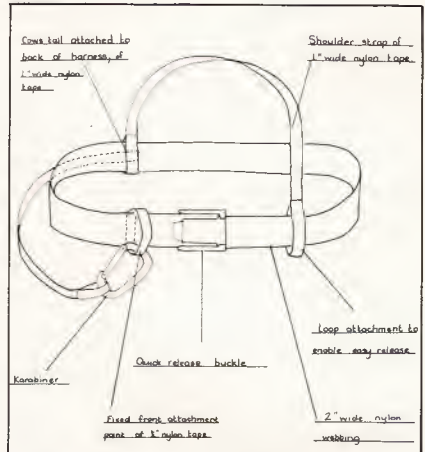 Cows tail attached to
back of harness, of
1" wide nylon
tape
Shoulder strap of
1" wide nylon tape
Loop attachment to
enable easy release
Quick release buckle
Karabiner
Fixed front attachment
point of 1" nylon tape
2" wide nylon
webbing